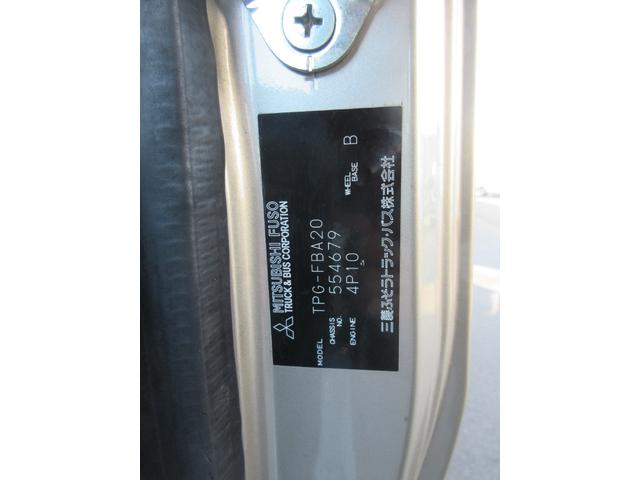 MITSUBISHI FUSO
TRUCK & BUS CORPORATION
MODEL TPG-FBA20
CHASSIS NO. 554679
ENGINE 4P10 WHEEL BASE B
三菱ふそうトラック・バス株式会社